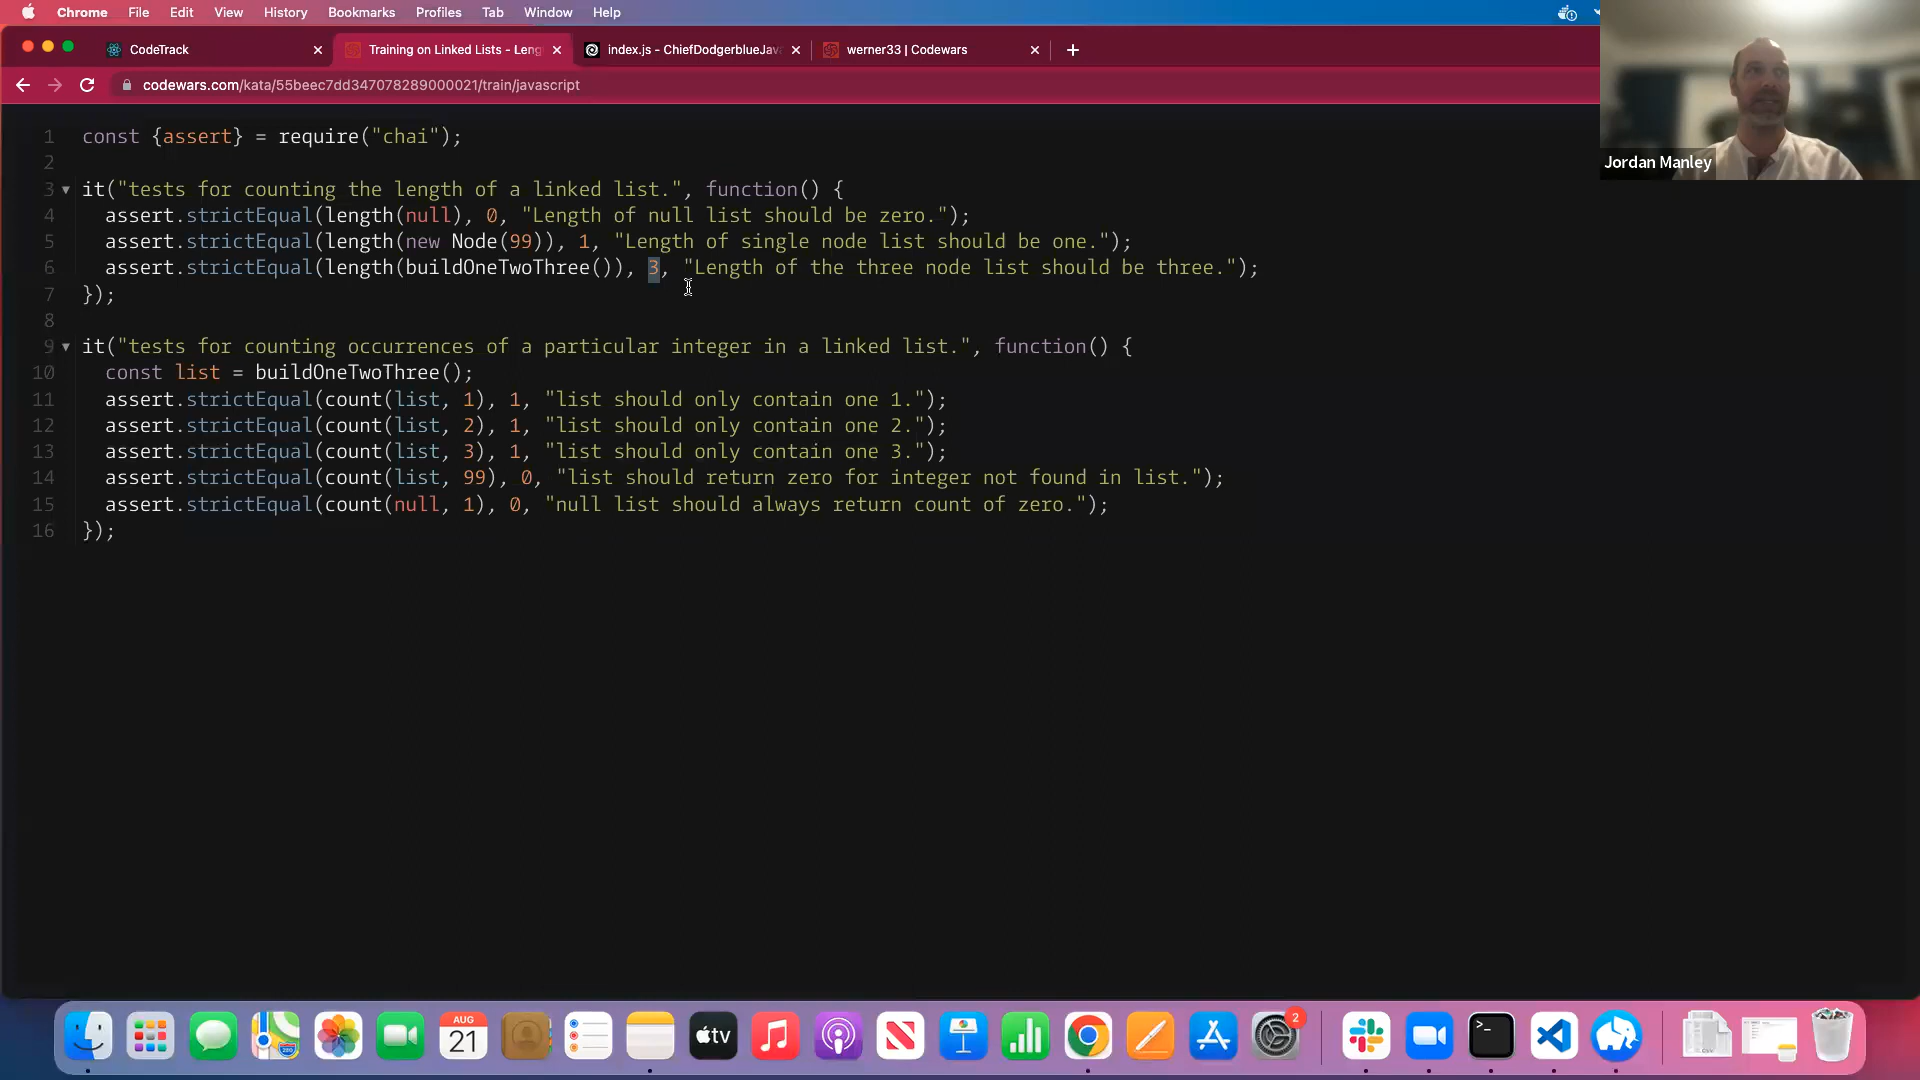 Chrome File Edit View History Bookmarks Profiles Tab Window Help
CodeTrack
Training on Linked Lists - Leng
index.js - ChiefDodgerblueJav
werner33 | Codewars
codewars.com/kata/55beec7dd347078289000021/train/javascript
Jordan Manley
1 const {assert} = require("chai");
2
3 it("tests for counting the length of a linked list.", function() {
4 assert.strictEqual(length(null), 0, "Length of null list should be zero.");
5 assert.strictEqual(length(new Node(99)), 1, "Length of single node list should be one.");
6 assert.strictEqual(length(buildOneTwoThree()), 3, "Length of the three node list should be three.");
7 });
8
9 it("tests for counting occurrences of a particular integer in a linked list.", function() {
10 const list = buildOneTwoThree();
11 assert.strictEqual(count(list, 1), 1, "list should only contain one 1.");
12 assert.strictEqual(count(list, 2), 1, "list should only contain one 2.");
13 assert.strictEqual(count(list, 3), 1, "list should only contain one 3.");
14 assert.strictEqual(count(list, 99), 0, "list should return zero for integer not found in list.");
15 assert.strictEqual(count(null, 1), 0, "null list should always return count of zero.");
16 });
AUG
21
tv
2